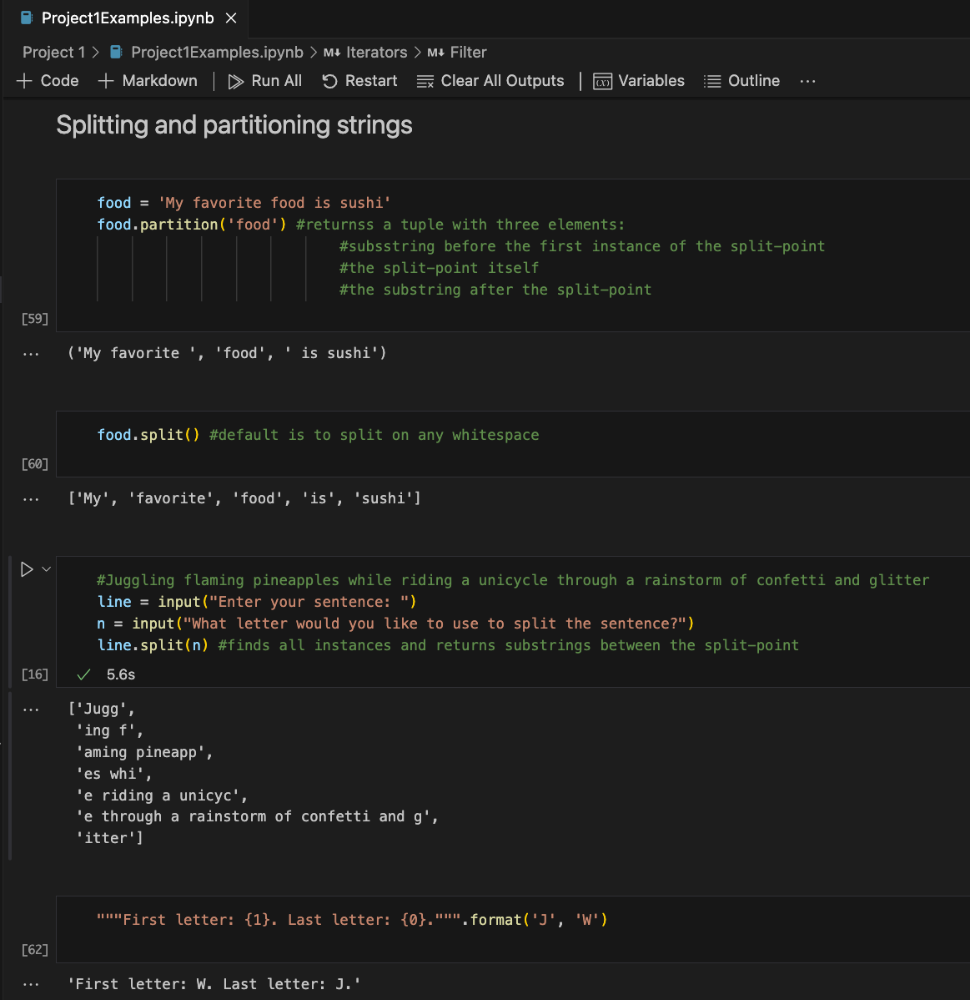 Project1Examples.ipynb
Project 1 > Project1Examples.ipynb > M↓ Iterators > M↓ Filter
+ Code + Markdown | Run All Restart Clear All Outputs | (x) Variables Outline ...
Splitting and partitioning strings
food = 'My favorite food is sushi'
food.partition('food') #returnss a tuple with three elements:
#subsstring before the first instance of the split-point
#the split-point itself
#the substring after the split-point
[59]
... ('My favorite ', 'food', ' is sushi')
food.split() #default is to split on any whitespace
[60]
... ['My', 'favorite', 'food', 'is', 'sushi']
#Juggling flaming pineapples while riding a unicycle through a rainstorm of confetti and glitter
line = input("Enter your sentence: ")
n = input("What letter would you like to use to split the sentence?")
line.split(n) #finds all instances and returns substrings between the split-point
[16] ✓ 5.6s
... ['Jugg',
'ing f',
'aming pineapp',
'es whi',
'e riding a unicyc',
'e through a rainstorm of confetti and g',
'itter']
"""First letter: {1}. Last letter: {0}.""".format('J', 'W')
[62]
... 'First letter: W. Last letter: J.'